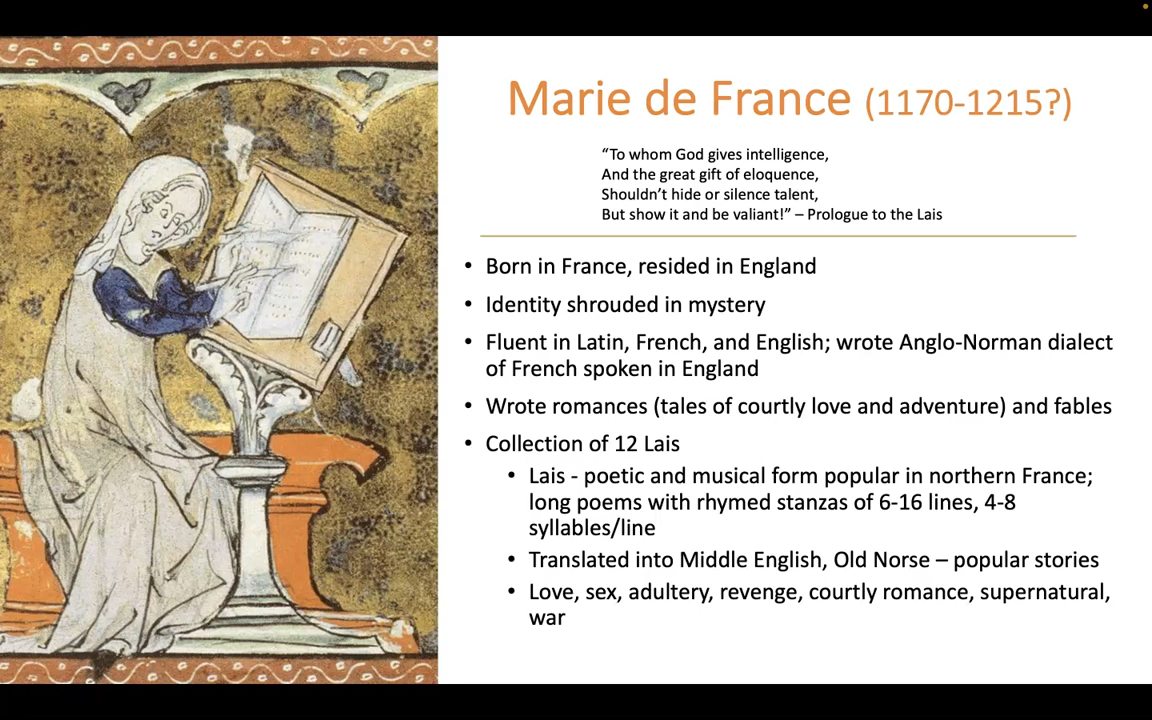 Marie de France (1170-1215?)
“To whom God gives intelligence,
And the great gift of eloquence,
Shouldn’t hide or silence talent,
But show it and be valiant!” – Prologue to the Lais
• Born in France, resided in England
• Identity shrouded in mystery
• Fluent in Latin, French, and English; wrote Anglo-Norman dialect
of French spoken in England
• Wrote romances (tales of courtly love and adventure) and fables
• Collection of 12 Lais
• Lais - poetic and musical form popular in northern France;
long poems with rhymed stanzas of 6-16 lines, 4-8
syllables/line
• Translated into Middle English, Old Norse – popular stories
• Love, sex, adultery, revenge, courtly romance, supernatural,
war